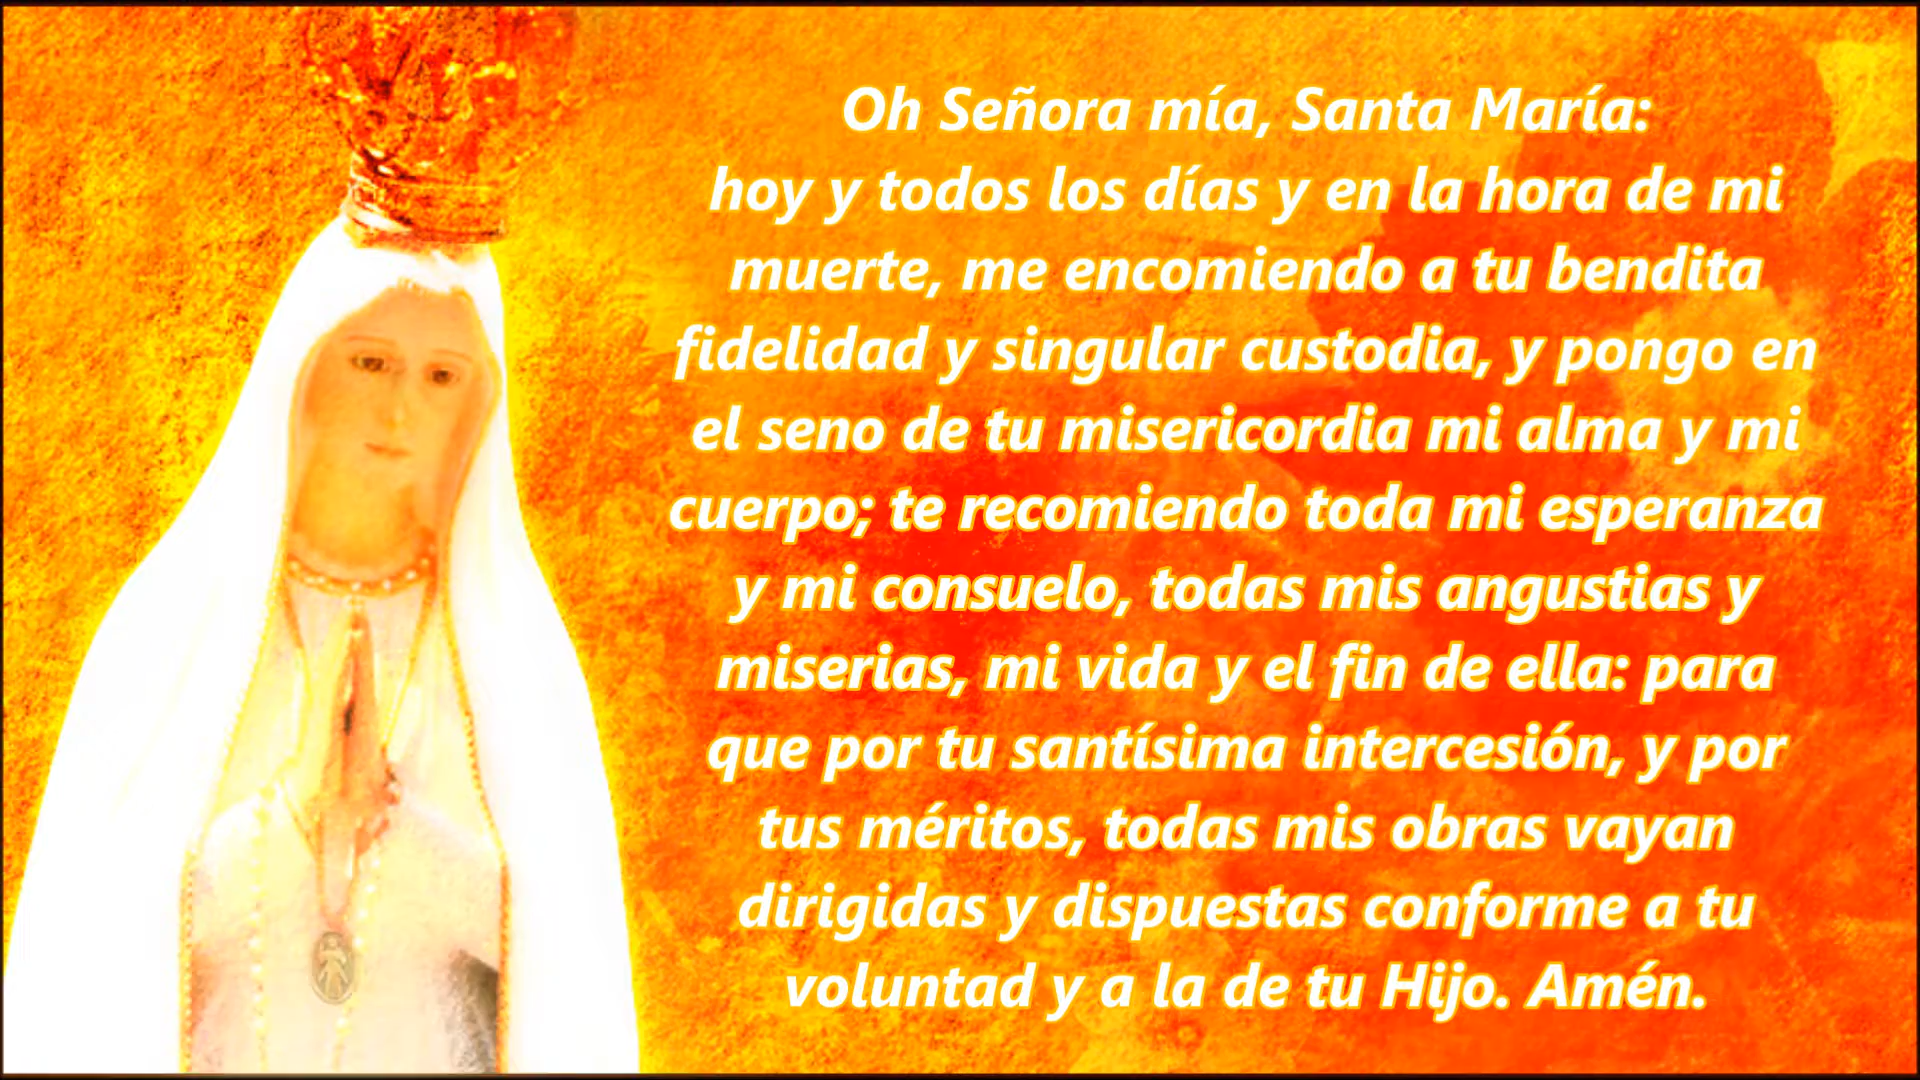 Oh Señora mía, Santa María:
hoy y todos los días y en la hora de mi
muerte, me encomiendo a tu bendita
fidelidad y singular custodia, y pongo en
el seno de tu misericordia mi alma y mi
cuerpo; te recomiendo toda mi esperanza
y mi consuelo, todas mis angustias y
miserias, mi vida y el fin de ella: para
que por tu santísima intercesión, y por
tus méritos, todas mis obras vayan
dirigidas y dispuestas conforme a tu
voluntad y a la de tu Hijo. Amén.